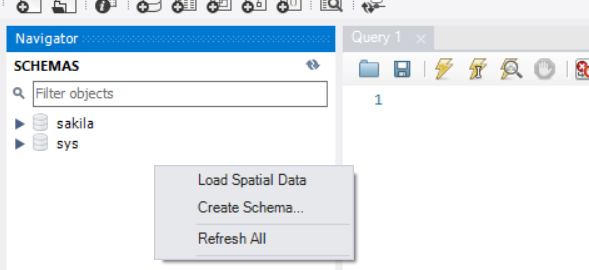 Navigator
Query 1
SCHEMAS
Filter objects
1
sakila
sys
Load Spatial Data
Create Schema...
Refresh All